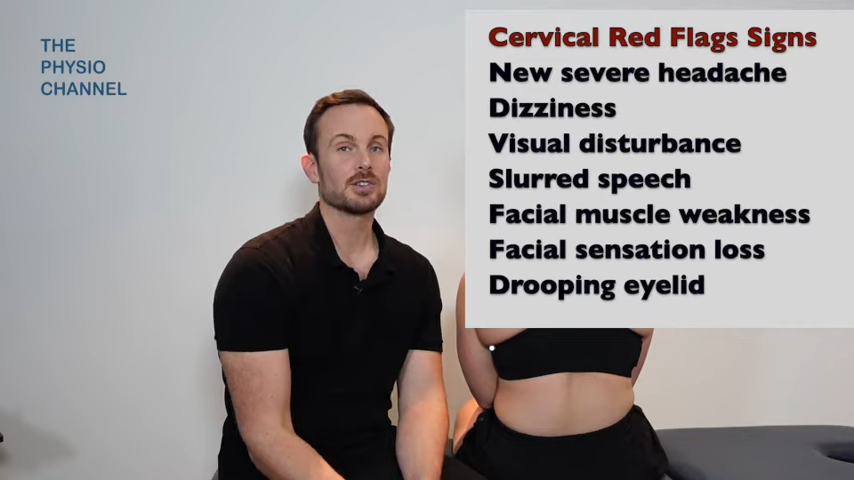 THE
PHYSIO
CHANNEL
Cervical Red Flags Signs
New severe headache
Dizziness
Visual disturbance
Slurred speech
Facial muscle weakness
Facial sensation loss
Drooping eyelid